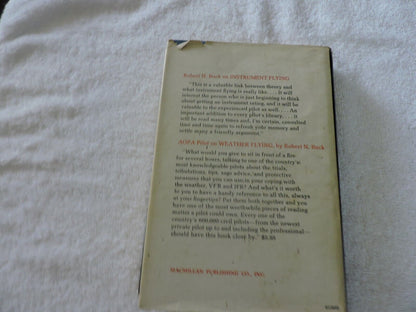 Robert N. Buck on INSTRUMENT FLYING
"This is a valuable link between theory and
what instrument flying is really like. . . . It will
interest the person who is just beginning to think
about getting an instrument rating, and it will be
valuable to the experienced pilot as well. . . . An
important addition to every pilot's library. . . . It
will be read many times and, I'm certain, consulted
time and time again to refresh your memory and
settle many a friendly argument."
AOPA Pilot on WEATHER FLYING, by Robert N. Buck
"What would you give to sit in front of a fire
for several hours, talking to one of the country's
most knowledgeable pilots about the trials,
tribulations, tips, sage advice, and protective
measures that you can use in your coping with
the weather, VFR and IFR? And what's it worth
to you to have a handy reference to all this, always
at your fingertips? Put them both together and you
have one of the most worthwhile pieces of reading
matter a pilot could own. Every one of the
country's 600,000 civil pilots—from the newest
private pilot up to and including the professional—
should have this book close by." $5.95
MACMILLAN PUBLISHING CO., INC.